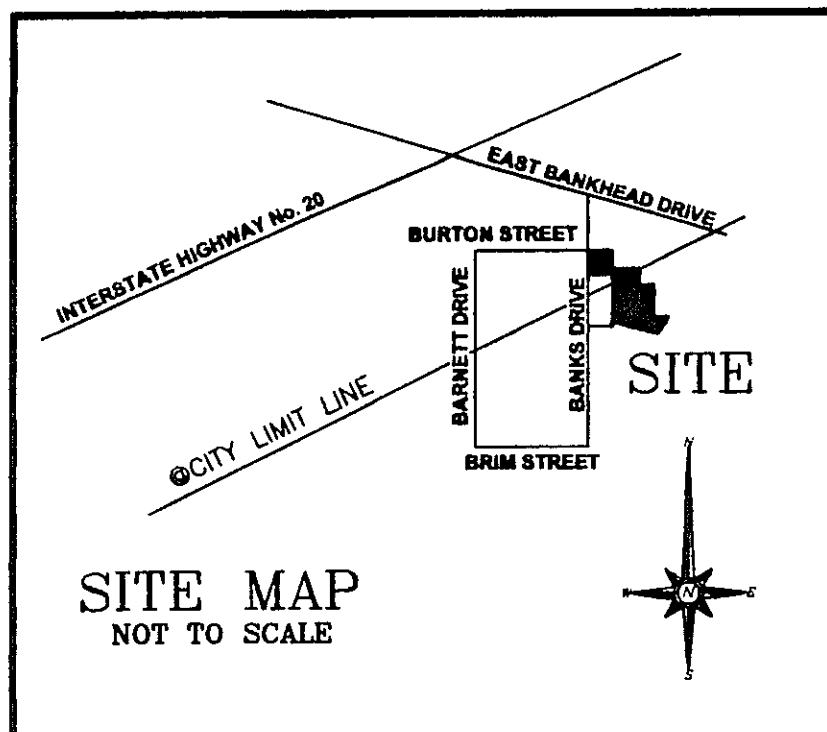 EAST BANKHEAD DRIVE
INTERSTATE HIGHWAY No. 20
BURTON STREET
BARNETT DRIVE
BANKS DRIVE
SITE
CITY LIMIT LINE
BRIM STREET
SITE MAP
NOT TO SCALE
N
W
N
E
S